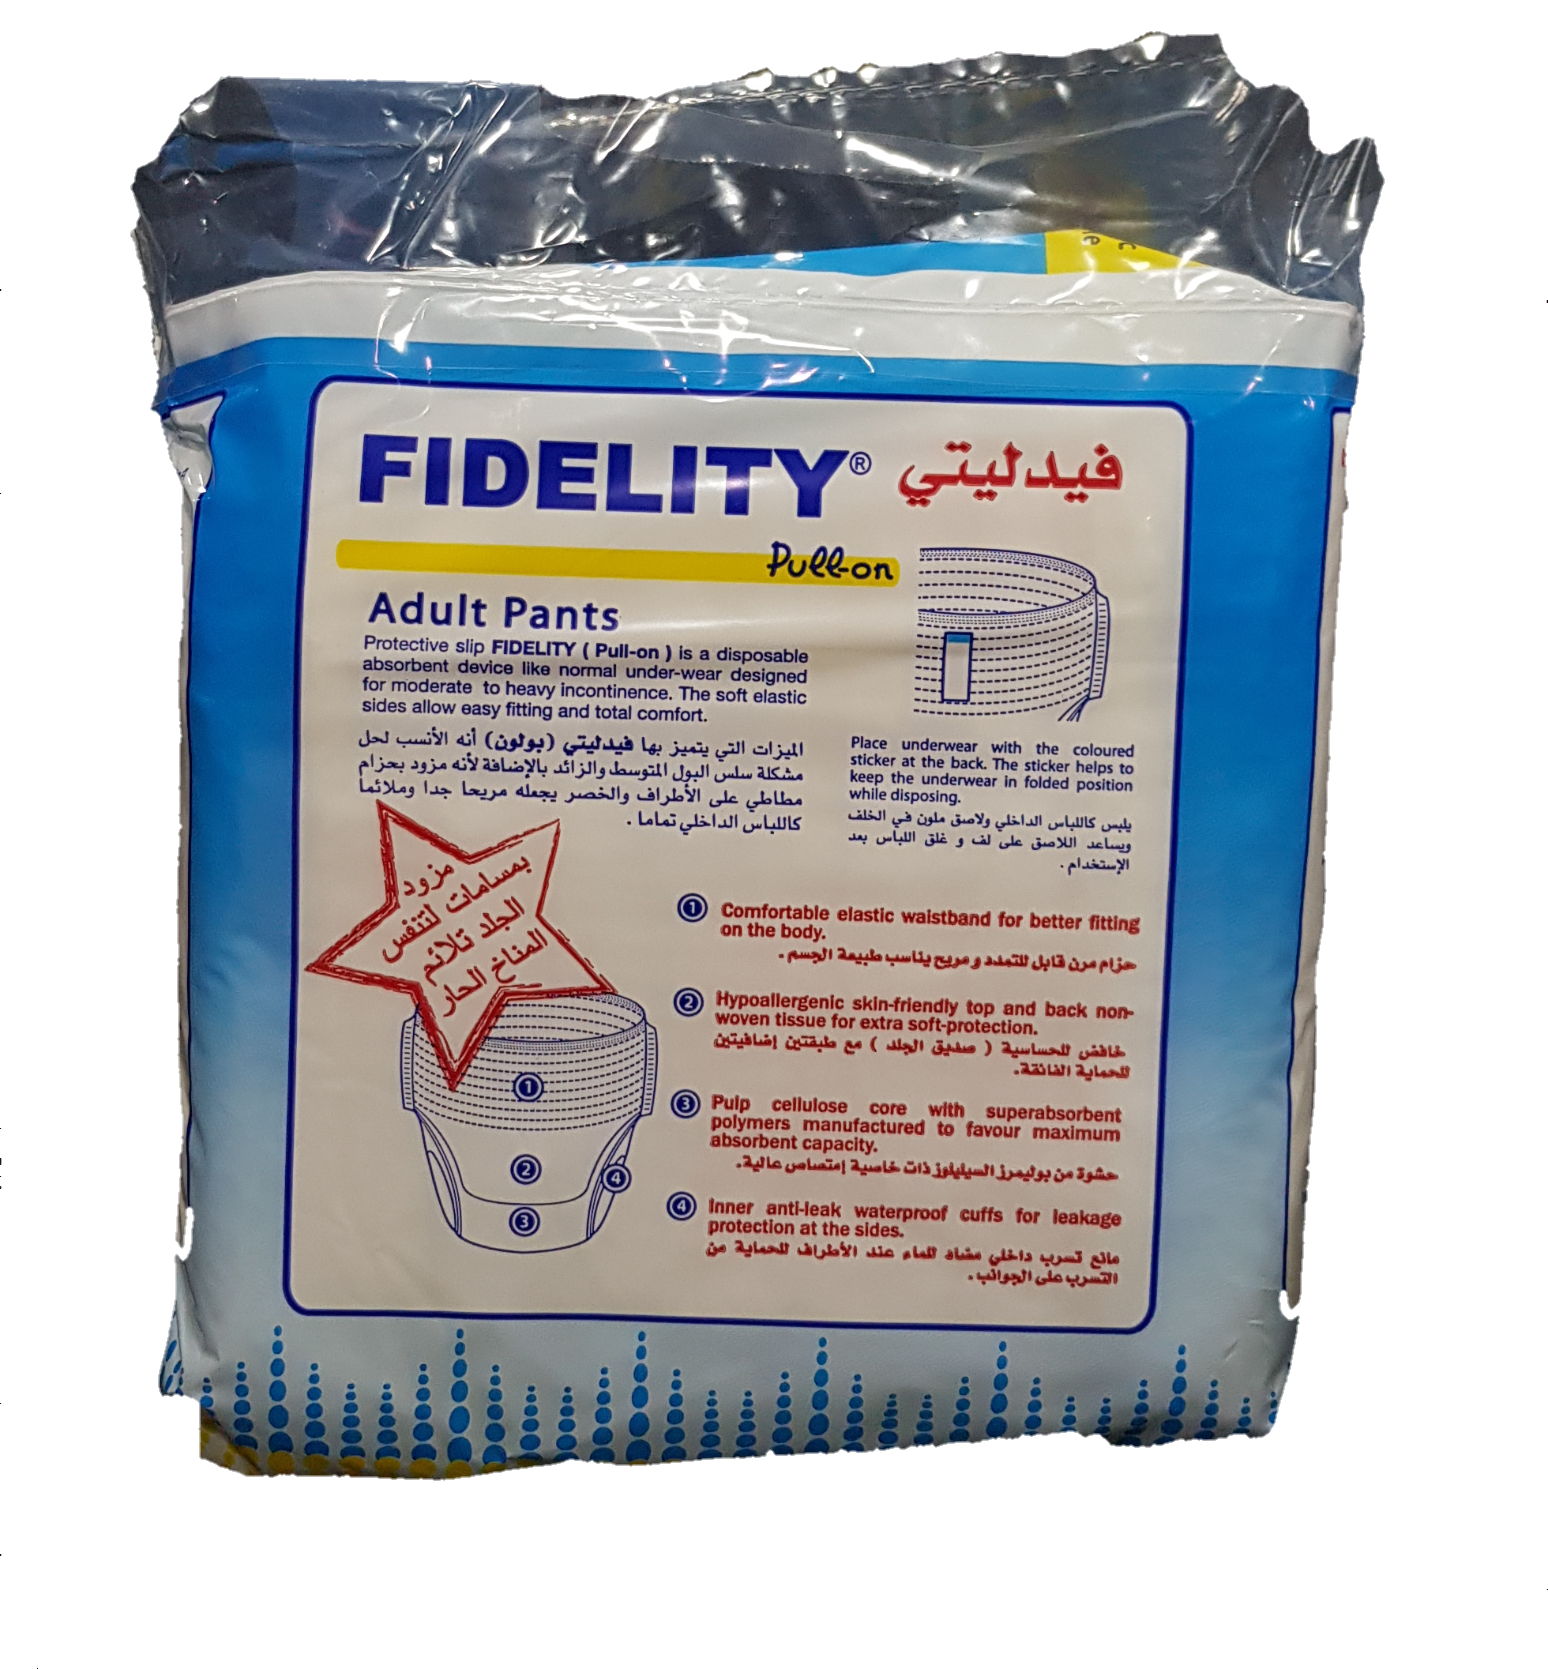 FIDELITY® فيدليتي
Pull-on
Adult Pants
Protective slip FIDELITY ( Pull-on ) is a disposable
absorbent device like normal under-wear designed
for moderate to heavy incontinence. The soft elastic
sides allow easy fitting and total comfort.
الميزات التي يتميز بها فيدليتي (بولون) أنه الأنسب لحل
مشكلة سلس البول المتوسط والزائد بالإضافة لأنه مزود بحزام
مطاطي على الأطراف والخصر يجعله مريحا جدا وملائما
كاللباس الداخلي تماما .
Place underwear with the coloured
sticker at the back. The sticker helps to
keep the underwear in folded position
while disposing.
يلبس كاللباس الداخلي ولاصق ملون في الخلف
ويساعد اللاصق على لف و غلق اللباس بعد
الإستخدام .
مزود
بمسامات لتتنفس
الجلد تلائم
المناخ الحار
1 Comfortable elastic waistband for better fitting
on the body.
حزام مرن قابل للتمدد و مريح يناسب طبيعة الجسم .
2 Hypoallergenic skin-friendly top and back non-
woven tissue for extra soft-protection.
خافض للحساسية ( صديق الجلد ) مع طبقتين إضافيتين
للحماية الفائقة.
3 Pulp cellulose core with superabsorbent
polymers manufactured to favour maximum
absorbent capacity.
حشوة من بوليمرز السيليلوز ذات خاصية إمتصاص عالية.
4 Inner anti-leak waterproof cuffs for leakage
protection at the sides.
مانع تسرب داخلي مضاد للماء عند الأطراف للحماية من
التسرب على الجوانب .
1
2
4
3